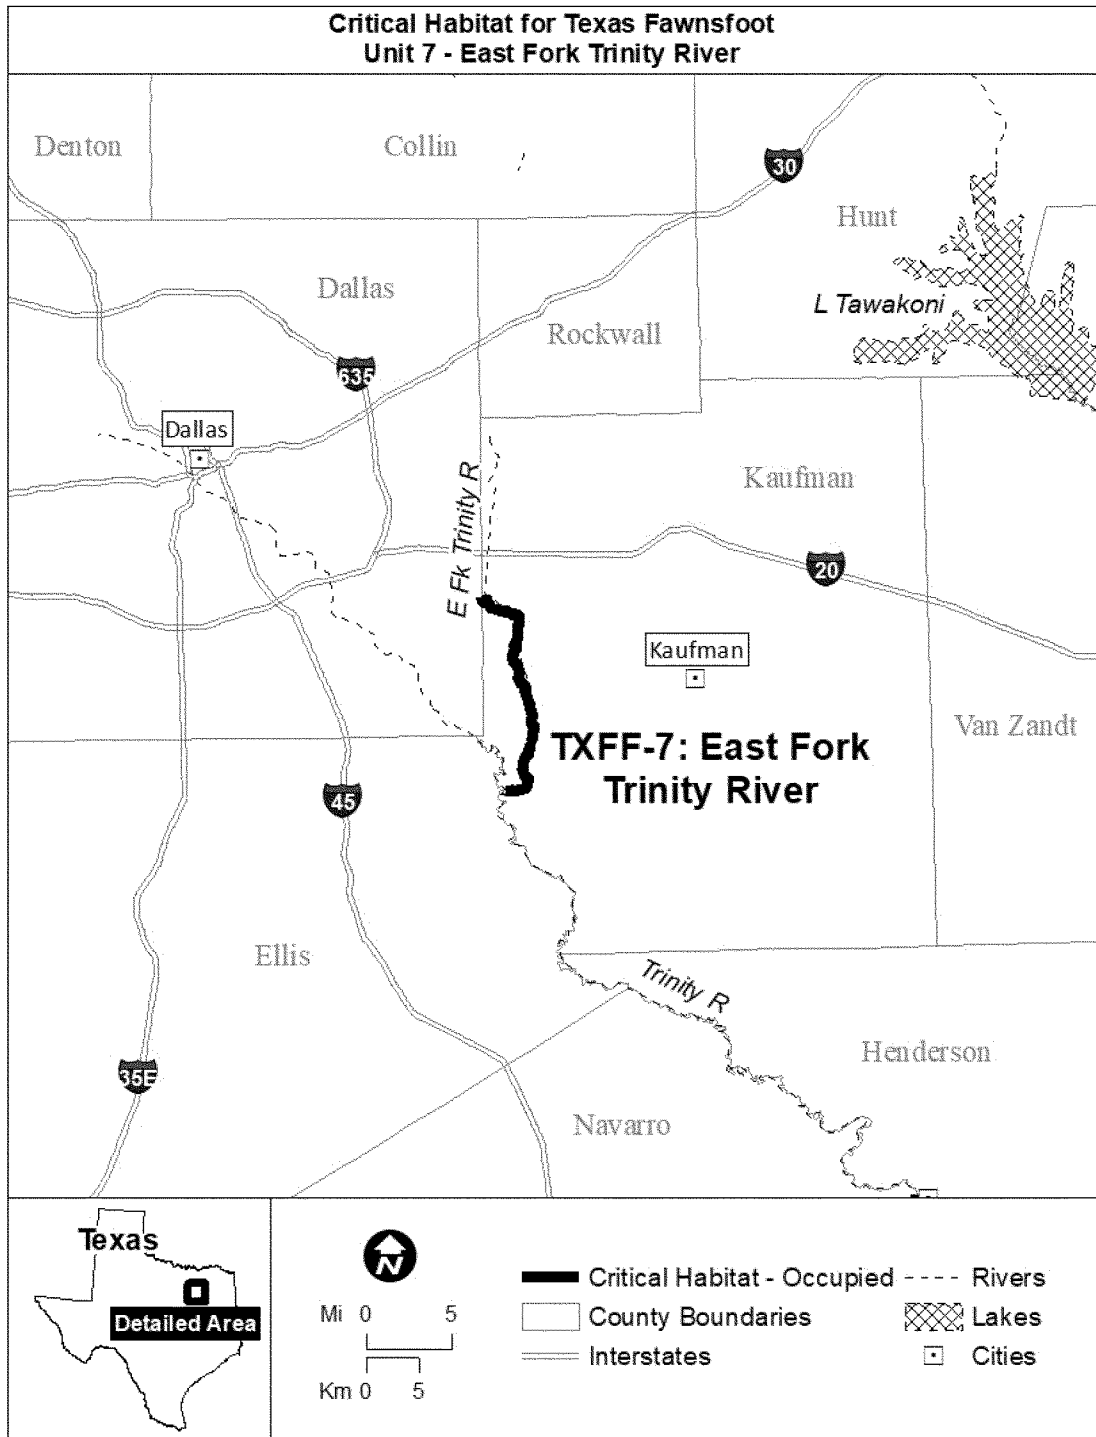 Critical Habitat for Texas Fawnsfoot
Unit 7 - East Fork Trinity River
Denton
Collin
30
Hunt
Dallas
L Tawakoni
Rockwall
635
Dallas
Kaufman
E Fk Trinity R
20
Kaufman
Van Zandt
TXFF-7: East Fork
Trinity River
45
Ellis
Trinity R
Henderson
35E
Navarro
Texas
Detailed Area
N
Mi 0 5
Km 0 5
Critical Habitat - Occupied
County Boundaries
Interstates
Rivers
Lakes
Cities